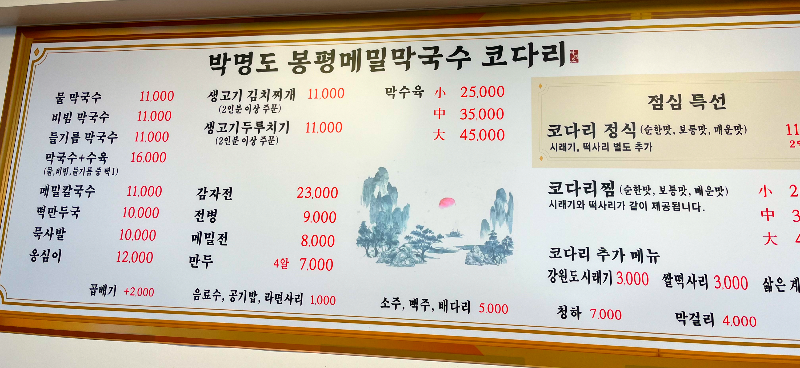 박명도 봉평메밀막국수 코다리
물 막국수 11,000
비빔 막국수 11,000
들기름 막국수 11,000
막국수+수육 16,000
(물,비빔,들기름 중 택1)
메밀칼국수 11,000
떡만두국 10,000
묵사발 10,000
옹심이 12,000
곱빼기 +2,000
생고기 김치찌개 11,000
(2인분 이상 주문)
생고기두루치기 11,000
(2인분 이상 주문)
감자전 23,000
전병 9,000
메밀전 8,000
만두 4알 7,000
음료수, 공기밥, 라면사리 1,000
막수육 小 25,000
中 35,000
大 45,000
소주, 맥주, 배다리 5,000
점심 특선
코다리 정식 (순한맛, 보통맛, 매운맛) 11
시래기, 떡사리 별도 추가
코다리찜 (순한맛, 보통맛, 매운맛) 小 2
시래기와 떡사리가 같이 제공됩니다.
中 3
大 4
코다리 추가 메뉴
강원도시래기 3,000 쌀떡사리 3,000 삶은
청하 7,000 막걸리 4,000